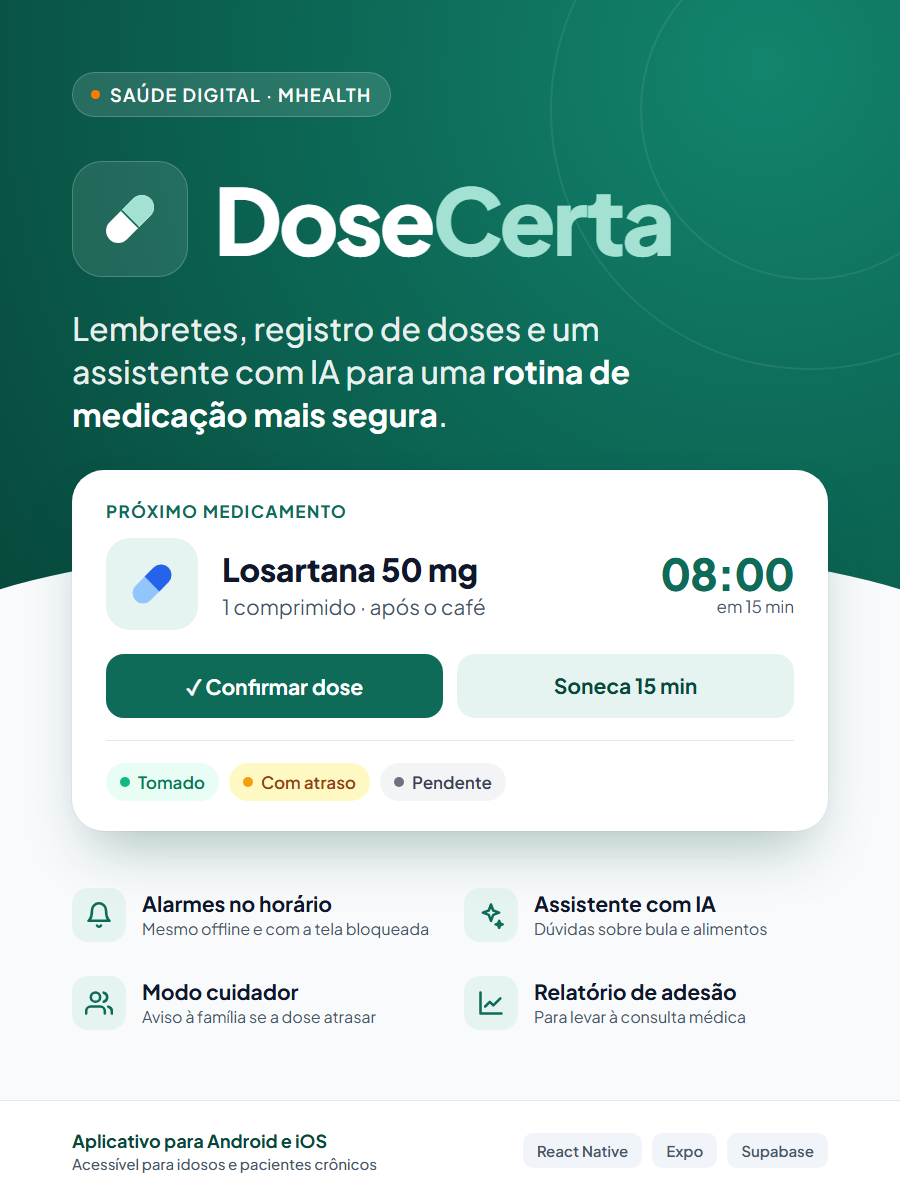 SAÚDE DIGITAL · MHEALTH
DoseCerta
Lembretes, registro de doses e um
assistente com IA para uma rotina de
medicação mais segura.
PRÓXIMO MEDICAMENTO
Losartana 50 mg
1 comprimido · após o café
08:00
em 15 min
✓ Confirmar dose
Soneca 15 min
Tomado
Com atraso
Pendente
Alarmes no horário
Mesmo offline e com a tela bloqueada
Assistente com IA
Dúvidas sobre bula e alimentos
Modo cuidador
Aviso à família se a dose atrasar
Relatório de adesão
Para levar à consulta médica
Aplicativo para Android e iOS
Acessível para idosos e pacientes crônicos
React Native
Expo
Supabase